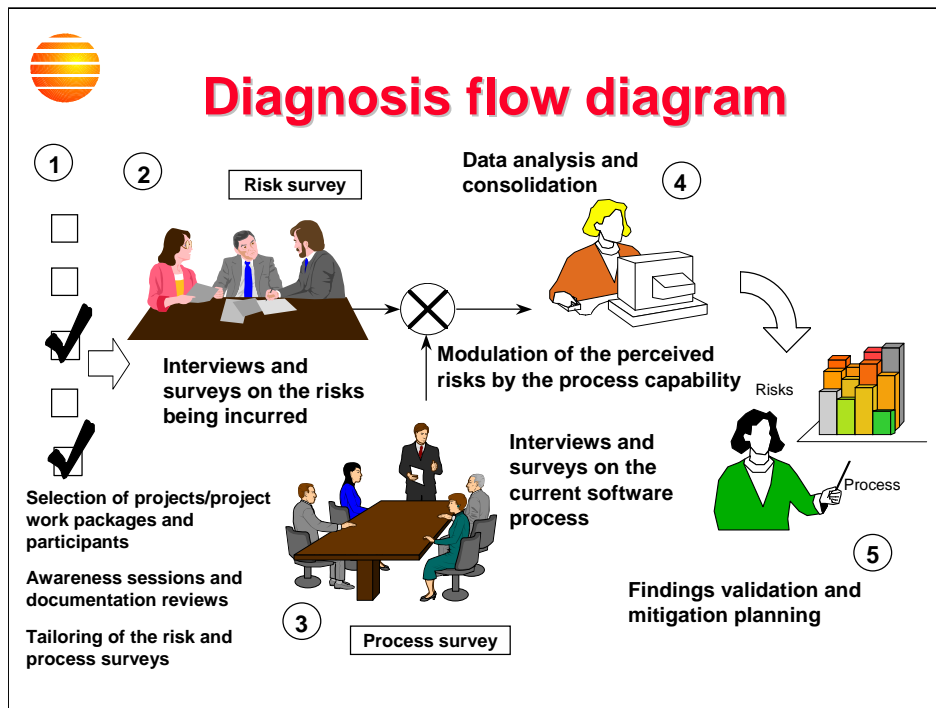 Diagnosis flow diagram
1
2
Risk survey
Data analysis and
consolidation
4
Interviews and
surveys on the risks
being incurred
Modulation of the perceived
risks by the process capability
Risks
Process
Interviews and
surveys on the
current software
process
Selection of projects/project
work packages and
participants
Awareness sessions and
documentation reviews
Tailoring of the risk and
process surveys
3
Process survey
5
Findings validation and
mitigation planning